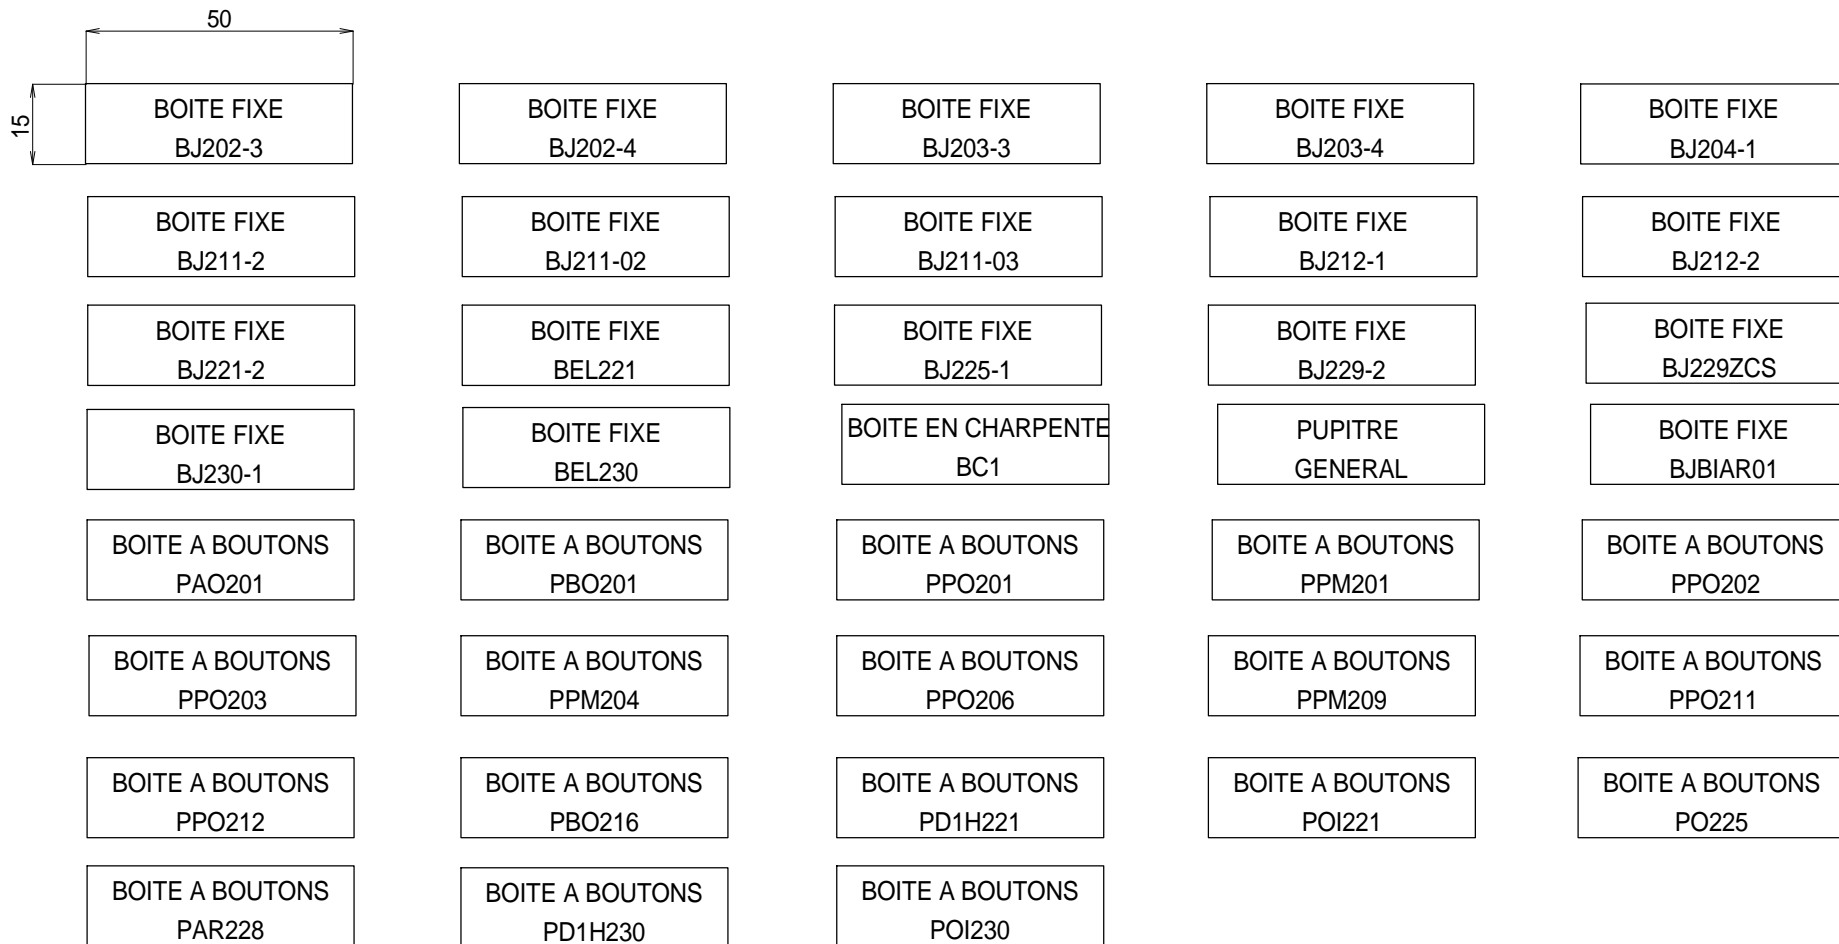 50
15
BOITE FIXE
BJ202-3
BOITE FIXE
BJ202-4
BOITE FIXE
BJ203-3
BOITE FIXE
BJ203-4
BOITE FIXE
BJ204-1
BOITE FIXE
BJ211-2
BOITE FIXE
BJ211-02
BOITE FIXE
BJ211-03
BOITE FIXE
BJ212-1
BOITE FIXE
BJ212-2
BOITE FIXE
BJ221-2
BOITE FIXE
BEL221
BOITE FIXE
BJ225-1
BOITE FIXE
BJ229-2
BOITE FIXE
BJ229ZCS
BOITE FIXE
BJ230-1
BOITE FIXE
BEL230
BOITE EN CHARPENTE
BC1
PUPITRE
GENERAL
BOITE FIXE
BJBIAR01
BOITE A BOUTONS
PAO201
BOITE A BOUTONS
PBO201
BOITE A BOUTONS
PPO201
BOITE A BOUTONS
PPM201
BOITE A BOUTONS
PPO202
BOITE A BOUTONS
PPO203
BOITE A BOUTONS
PPM204
BOITE A BOUTONS
PPO206
BOITE A BOUTONS
PPM209
BOITE A BOUTONS
PPO211
BOITE A BOUTONS
PPO212
BOITE A BOUTONS
PBO216
BOITE A BOUTONS
PD1H221
BOITE A BOUTONS
POI221
BOITE A BOUTONS
PO225
BOITE A BOUTONS
PAR228
BOITE A BOUTONS
PD1H230
BOITE A BOUTONS
POI230